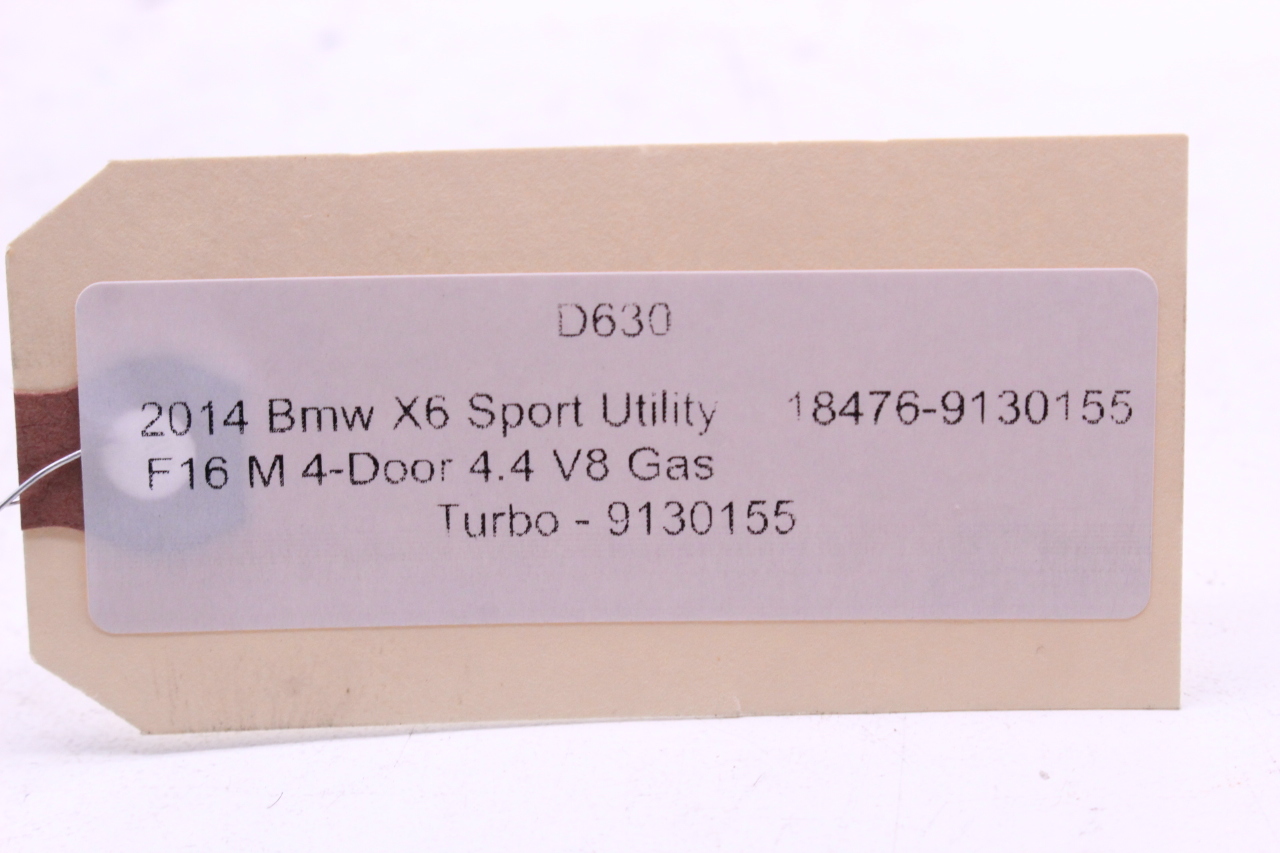 D630
2014 Bmw X6 Sport Utility 18476-9130155
F16 M 4-Door 4.4 V8 Gas
Turbo - 9130155